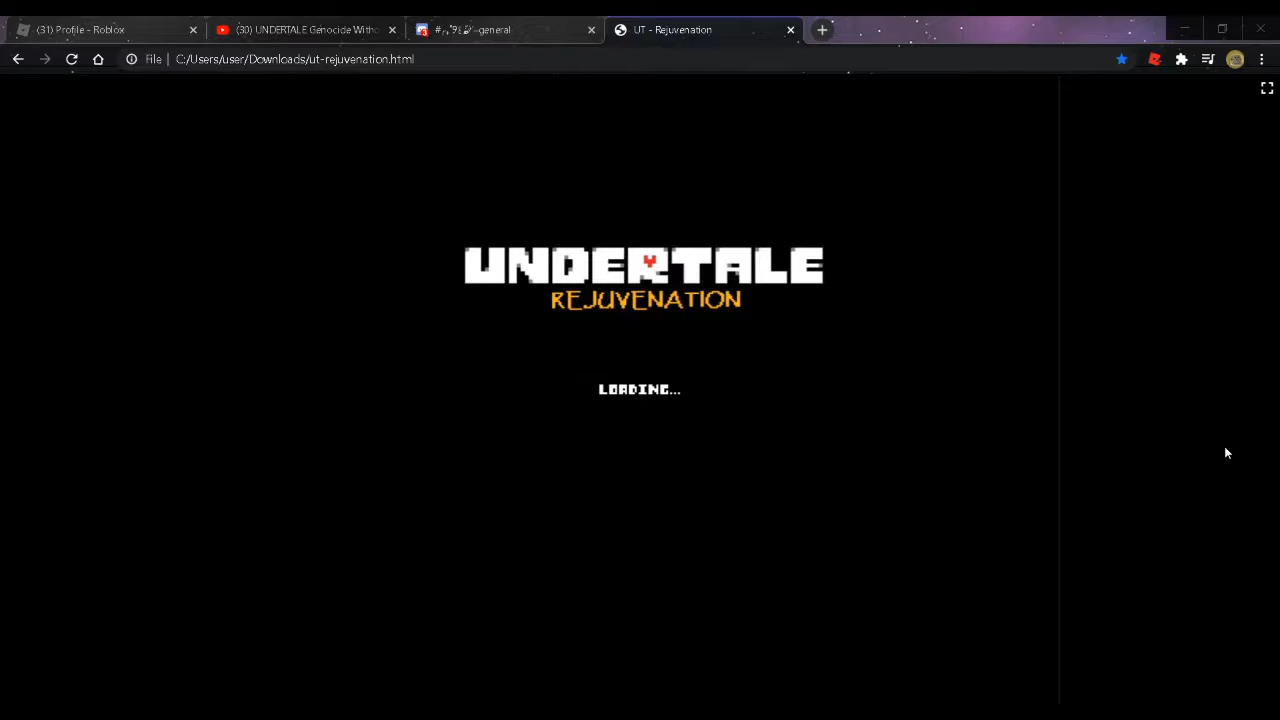 (31) Profile - Roblox
(30) UNDERTALE Genocide Witho
general
UT - Rejuvenation
File
C:/Users/user/Downloads/ut-rejuvenation.html
UNDERTALE
REJUVENATION
LOADING...